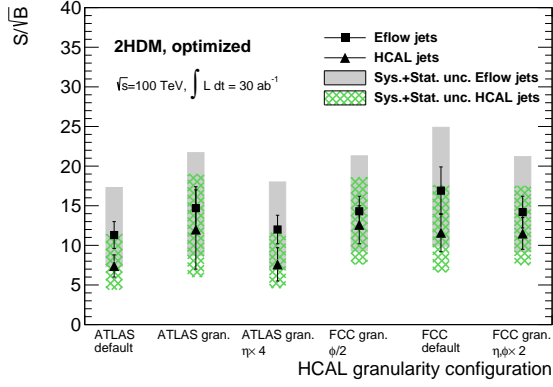 S/√B
40
35
30
25
20
15
10
5
0
2HDM, optimized
√s=100 TeV, ∫ L dt = 30 ab⁻¹
Eflow jets
HCAL jets
Sys.+Stat. unc. Eflow jets
Sys.+Stat. unc. HCAL jets
ATLAS default
ATLAS gran.
ATLAS gran. η× 4
FCC gran. φ/2
FCC default
FCC gran. η,φ× 2
HCAL granularity configuration